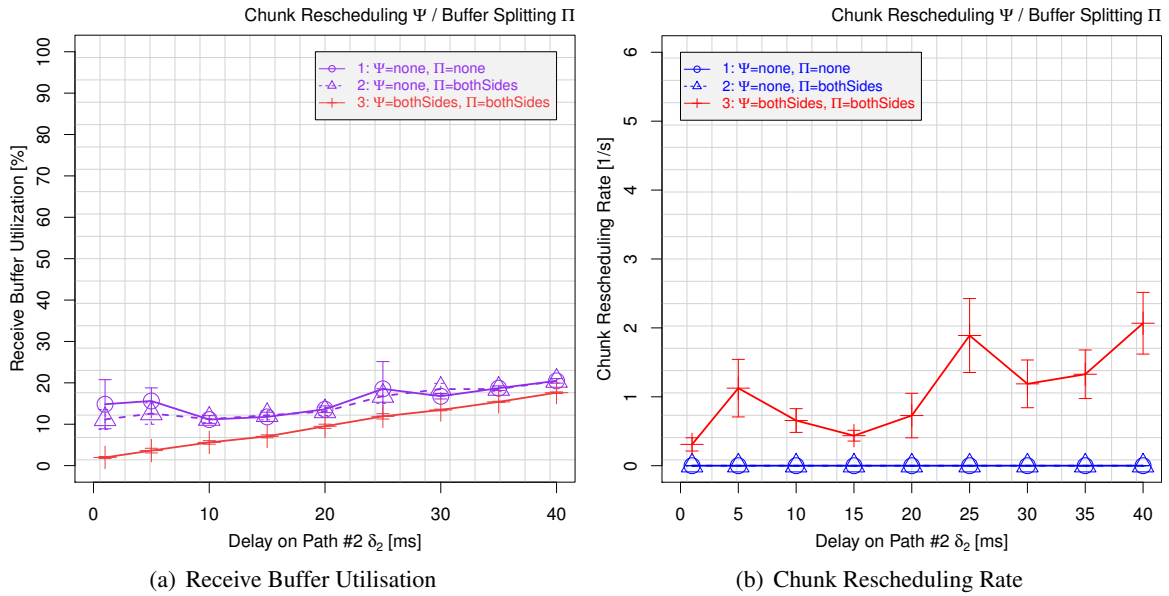 Chunk Rescheduling Ψ / Buffer Splitting Π
100
90
80
70
60
50
40
30
20
10
0
Receive Buffer Utilization [%]
1: Ψ=none, Π=none
2: Ψ=none, Π=bothSides
3: Ψ=bothSides, Π=bothSides
0 10 20 30 40
Delay on Path #2 δ₂ [ms]
(a) Receive Buffer Utilisation
Chunk Rescheduling Ψ / Buffer Splitting Π
6
5
4
3
2
1
0
Chunk Rescheduling Rate [1/s]
1: Ψ=none, Π=none
2: Ψ=none, Π=bothSides
3: Ψ=bothSides, Π=bothSides
0 5 10 15 20 25 30 35 40
Delay on Path #2 δ₂ [ms]
(b) Chunk Rescheduling Rate